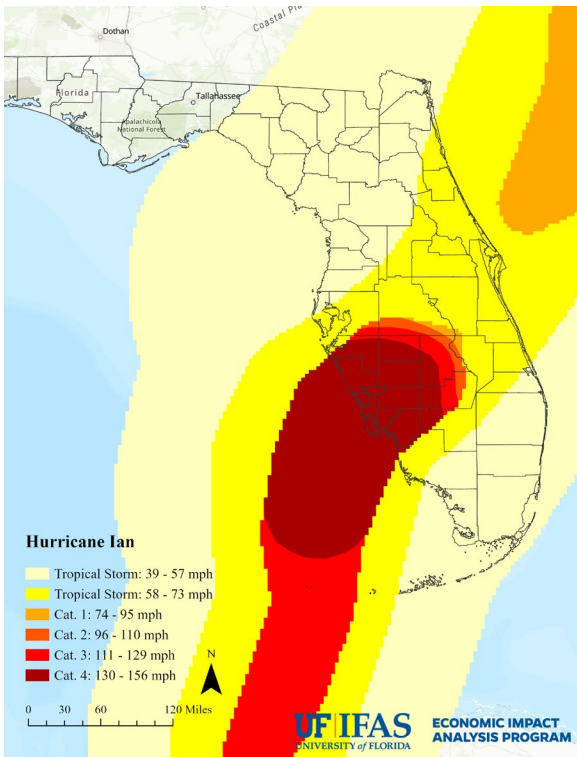 Coastal Pla
Dothan
Florida
Tallahassee
Apalachicola
National Forest
Hurricane Ian
Tropical Storm: 39 - 57 mph
Tropical Storm: 58 - 73 mph
Cat. 1: 74 - 95 mph
Cat. 2: 96 - 110 mph
Cat. 3: 111 - 129 mph
Cat. 4: 130 - 156 mph
N
0 30 60 120 Miles
UF IFAS
UNIVERSITY of FLORIDA
ECONOMIC IMPACT
ANALYSIS PROGRAM